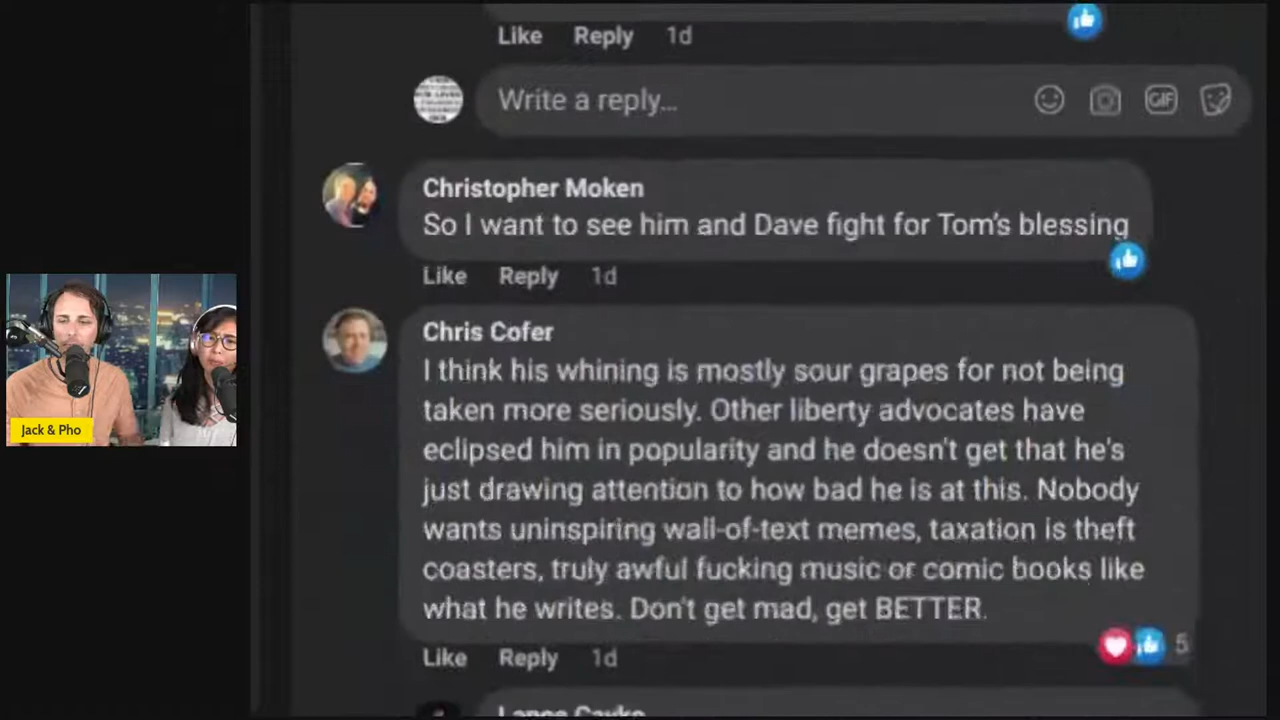 Like Reply 1d
Write a reply...
GIF
Christopher Moken
So I want to see him and Dave fight for Tom's blessing
Like Reply 1d
Chris Cofer
I think his whining is mostly sour grapes for not being
taken more seriously. Other liberty advocates have
eclipsed him in popularity and he doesn't get that he's
just drawing attention to how bad he is at this. Nobody
wants uninspiring wall-of-text memes, taxation is theft
coasters, truly awful fucking music or comic books like
what he writes. Don't get mad, get BETTER.
5
Like Reply 1d
Jack & Pho